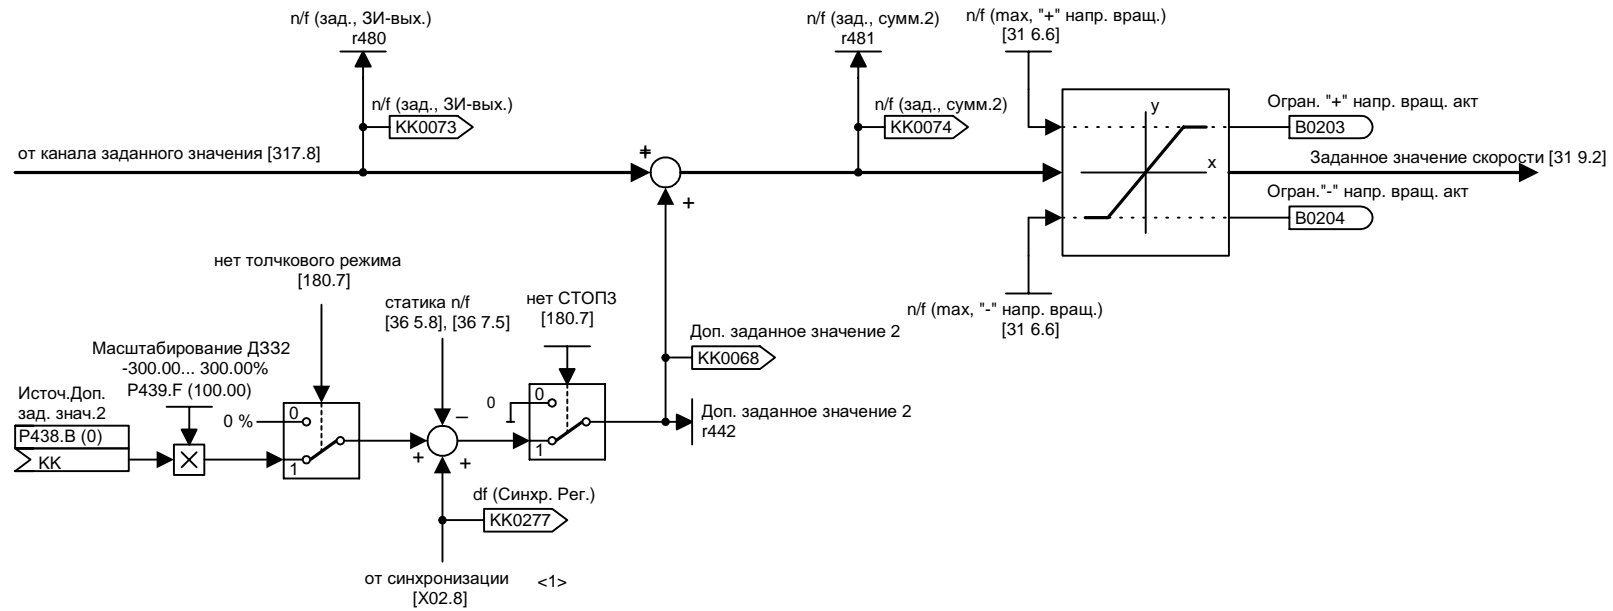 n/f (зад., ЗИ-вых.)
r480
n/f (зад., ЗИ-вых.)
KK0073
n/f (зад., сумм.2)
r481
n/f (зад., сумм.2)
KK0074
n/f (max, "+" напр. вращ.)
[31 6.6]
y
x
Огран. "+" напр. вращ. акт
B0203
от канала заданного значения [317.8]
+
+
Заданное значение скорости [31 9.2]
Огран."-" напр. вращ. акт
B0204
n/f (max, "-" напр. вращ.)
[31 6.6]
нет толчкового режима
[180.7]
статика n/f
[36 5.8], [36 7.5]
нет СТОП3
[180.7]
Доп. заданное значение 2
KK0068
Доп. заданное значение 2
r442
Масштабирование ДЗЗ2
-300.00... 300.00%
P439.F (100.00)
Источ.Доп.
зад. знач.2
P438.B (0)
KK
0 %
0
1
–
+
+
0
0
1
df (Синхр. Рег.)
KK0277
от синхронизации
[X02.8]
<1>